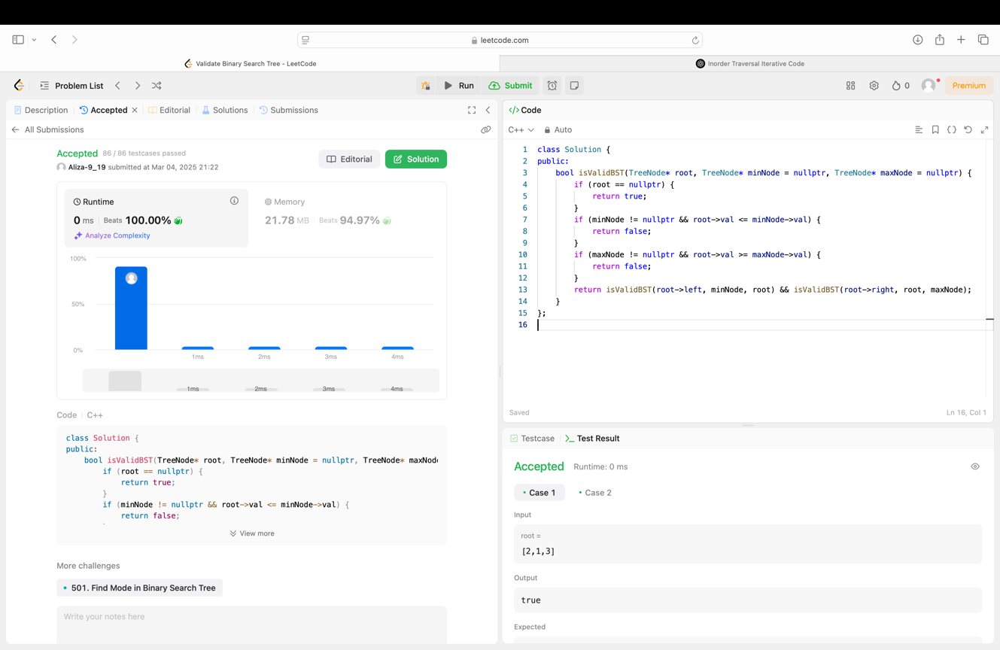 leetcode.com
Validate Binary Search Tree - LeetCode
Inorder Traversal Iterative Code
Problem List
Run
Submit
0
Premium
Description
Accepted
Editorial
Solutions
Submissions
All Submissions
Accepted 86 / 86 testcases passed
Aliza-9_19 submitted at Mar 04, 2025 21:22
Editorial
Solution
Runtime
0 ms Beats 100.00%
Analyze Complexity
Memory
21.78 MB Beats 94.97%
100%
50%
0%
1ms 2ms 3ms 4ms
1ms 2ms 3ms 4ms
Code C++
class Solution {
public:
    bool isValidBST(TreeNode* root, TreeNode* minNode = nullptr, TreeNode* maxNode
        if (root == nullptr) {
            return true;
        }
        if (minNode != nullptr && root->val <= minNode->val) {
            return false;
View more
More challenges
501. Find Mode in Binary Search Tree
Write your notes here
</> Code
C++ Auto
1 class Solution {
2 public:
3     bool isValidBST(TreeNode* root, TreeNode* minNode = nullptr, TreeNode* maxNode = nullptr) {
4         if (root == nullptr) {
5             return true;
6         }
7         if (minNode != nullptr && root->val <= minNode->val) {
8             return false;
9         }
10         if (maxNode != nullptr && root->val >= maxNode->val) {
11             return false;
12         }
13         return isValidBST(root->left, minNode, root) && isValidBST(root->right, root, maxNode);
14     }
15 };
16
Saved
Ln 16, Col 1
Testcase
Test Result
Accepted Runtime: 0 ms
Case 1
Case 2
Input
root =
[2,1,3]
Output
true
Expected